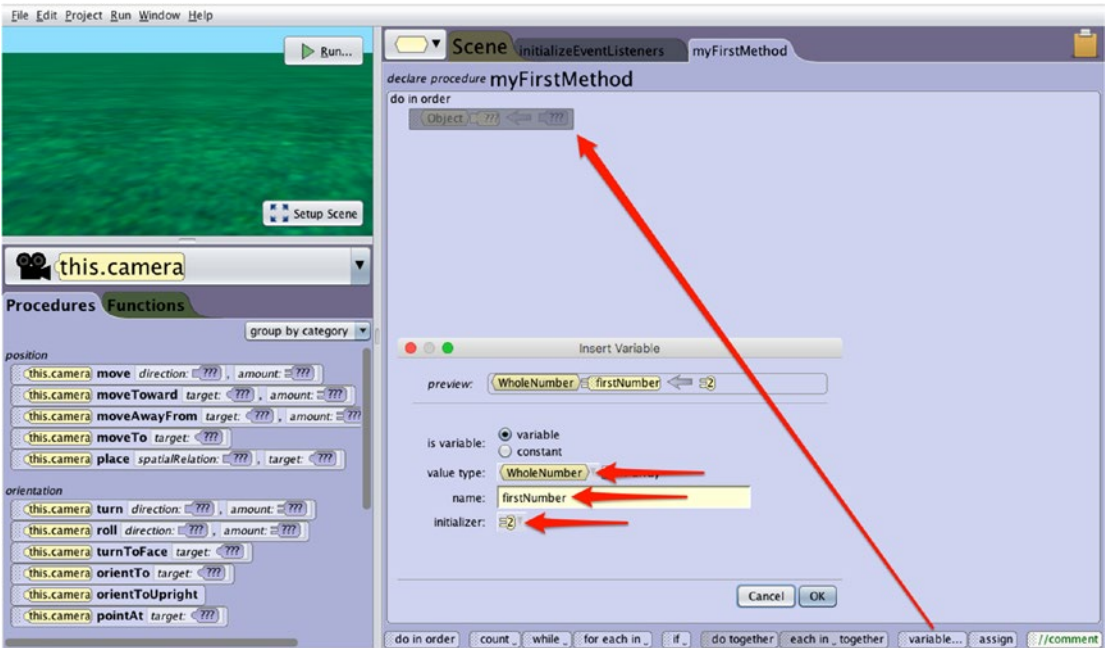 File Edit Project Run Window Help
Run...
Setup Scene
this.camera
Procedures Functions
group by category
position
this.camera move direction: ??? , amount: ???
this.camera moveToward target: ??? , amount: ???
this.camera moveAwayFrom target: ??? , amount: ???
this.camera moveTo target: ???
this.camera place spatialRelation: ??? , target: ???
orientation
this.camera turn direction: ??? , amount: ???
this.camera roll direction: ??? , amount: ???
this.camera turnToFace target: ???
this.camera orientTo target: ???
this.camera orientToUpright
this.camera pointAt target: ???
Scene initializeEventListeners myFirstMethod
declare procedure myFirstMethod
do in order
Object ??? ???
Insert Variable
preview: WholeNumber firstNumber 2
is variable: variable
constant
value type: WholeNumber
name: firstNumber
initializer: 2
Cancel OK
do in order count _ while _ for each in _ if _ do together each in _ together variable... assign //comment